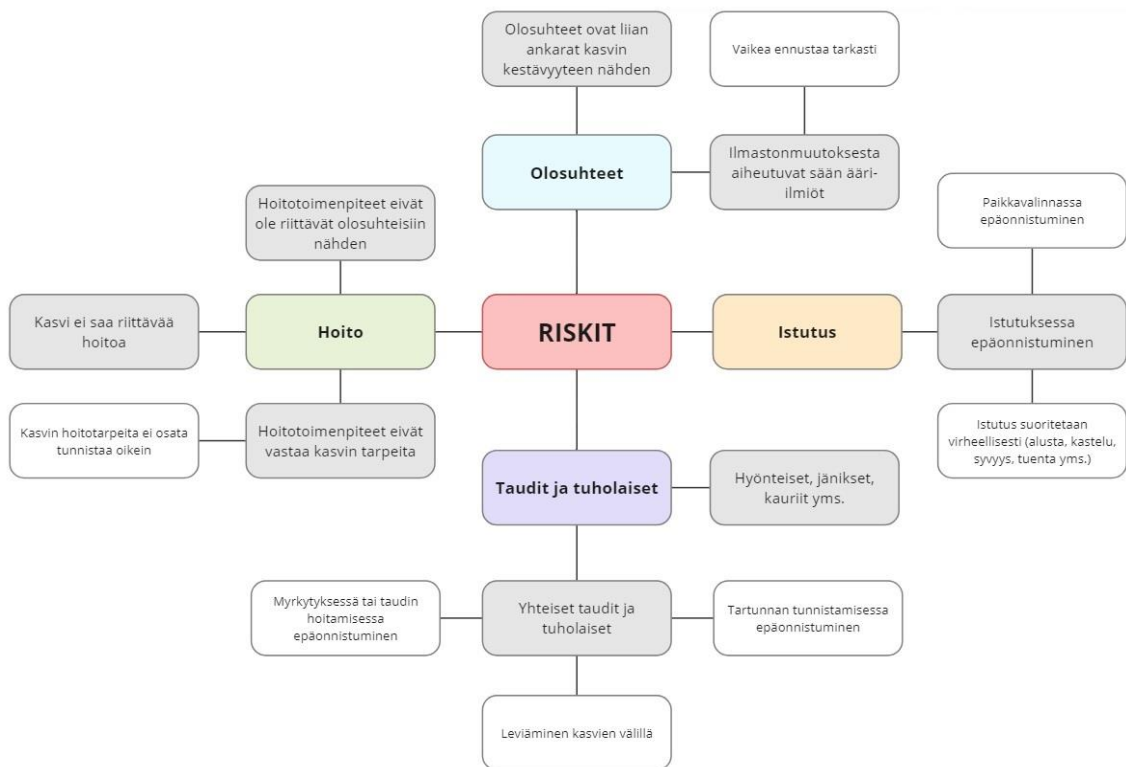 Olosuhteet ovat liian
ankarat kasvin
kestävyyteen nähden
Vaikea ennustaa tarkasti
Olosuhteet
Ilmastonmuutoksesta
aiheutuvat sään ääri-
ilmiöt
Hoitotoimenpiteet eivät
ole riittävät olosuhteisiin
nähden
Paikkavalinnassa
epäonnistuminen
Kasvi ei saa riittävää
hoitoa
Hoito
RISKIT
Istutus
Istutuksessa
epäonnistuminen
Kasvin hoitotarpeita ei osata
tunnistaa oikein
Hoitotoimenpiteet eivät
vastaa kasvin tarpeita
Istutus suoritetaan
virheellisesti (alusta, kastelu,
syvyys, tuenta yms.)
Taudit ja tuholaiset
Hyönteiset, jänikset,
kauriit yms.
Myrkytyksessä tai taudin
hoitamisessa
epäonnistuminen
Yhteiset taudit ja
tuholaiset
Tartunnan tunnistamisessa
epäonnistuminen
Leviäminen kasvien välillä